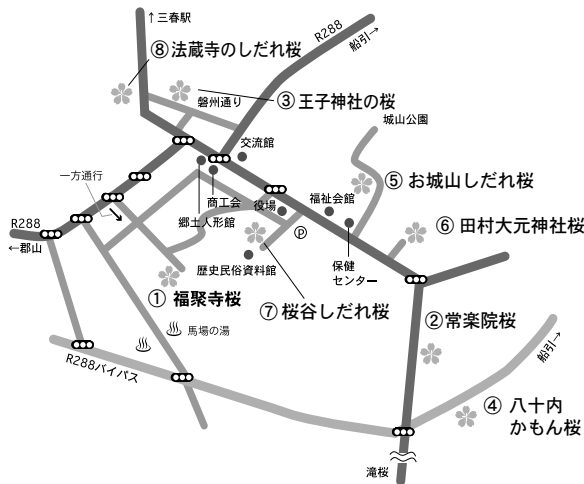 ↑三春駅
R288
船引→
⑧法蔵寺のしだれ桜
③王子神社の桜
磐州通り
城山公園
交流館
一方通行
商工会
役場
福祉会館
⑤お城山しだれ桜
R288
←郡山
郷土人形館
Ⓟ
⑥田村大元神社桜
保健
センター
歴史民俗資料館
①福聚寺桜
⑦桜谷しだれ桜
②常楽院桜
馬場の湯
船引→
R288バイパス
④八十内
かもん桜
滝桜